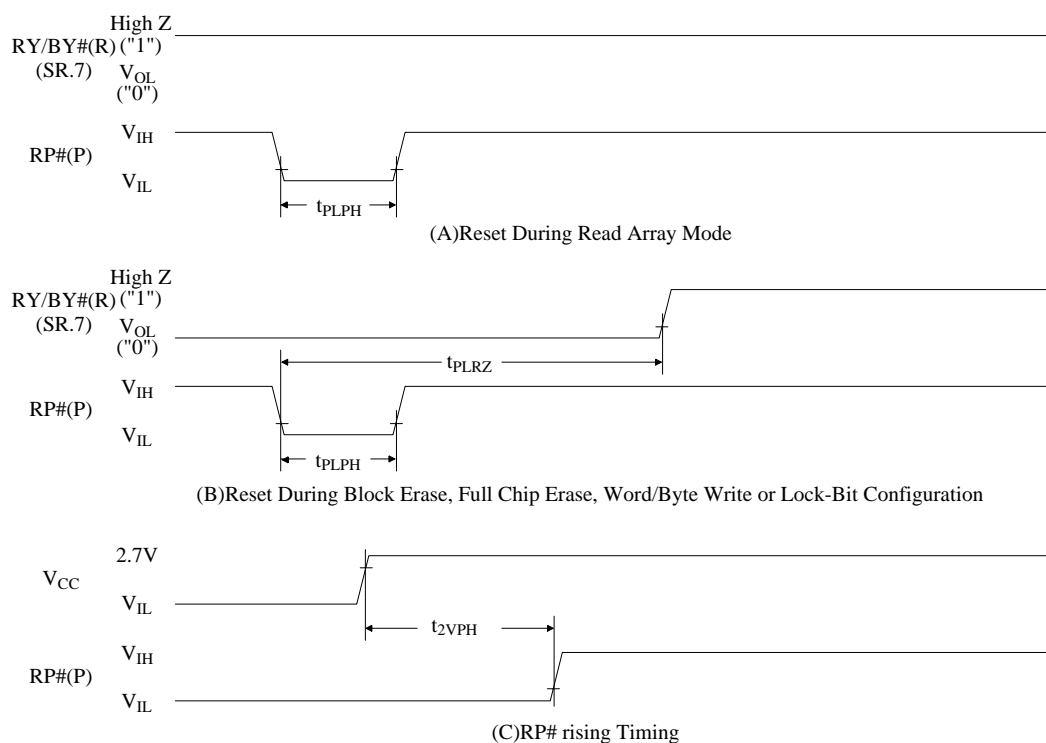 High Z
RY/BY#(R) ("1")
(SR.7) VOL
("0")
VIH
RP#(P)
VIL
tPLPH
(A)Reset During Read Array Mode
High Z
RY/BY#(R) ("1")
(SR.7) VOL
("0")
tPLRZ
VIH
RP#(P)
VIL
tPLPH
(B)Reset During Block Erase, Full Chip Erase, Word/Byte Write or Lock-Bit Configuration
2.7V
VCC
VIL
t2VPH
VIH
RP#(P)
VIL
(C)RP# rising Timing